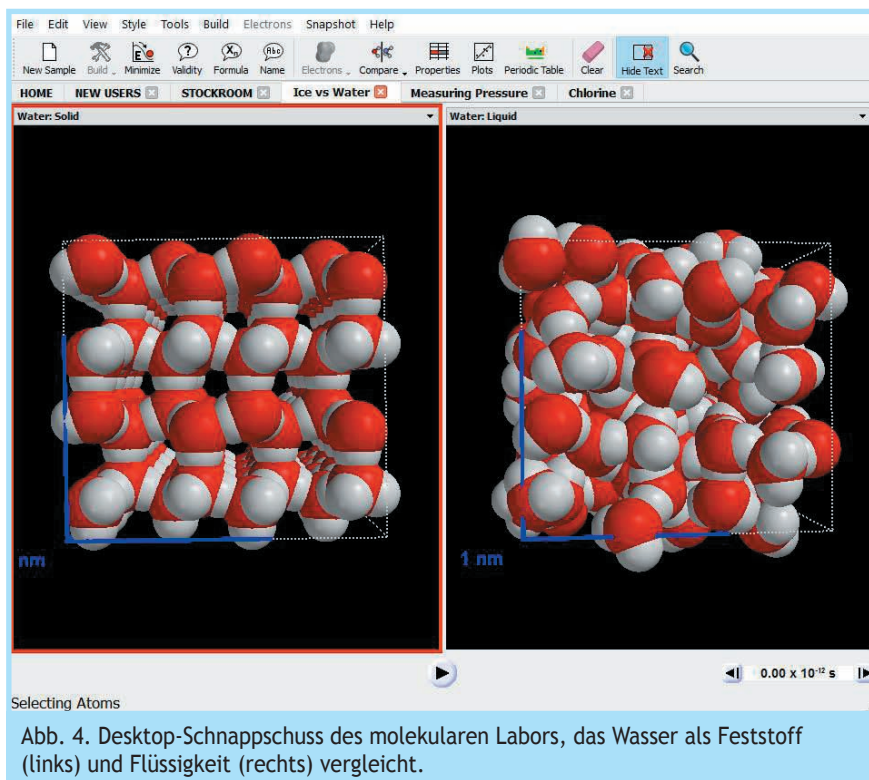 File Edit View Style Tools Build Electrons Snapshot Help
New Sample Build Minimize Validity Formula Name Electrons Compare Properties Plots Periodic Table Clear Hide Text Search
HOME NEW USERS STOCKROOM Ice vs Water Measuring Pressure Chlorine
Water: Solid
Water: Liquid
nm
1 nm
0.00 x 10⁻¹² s
Selecting Atoms
Abb. 4. Desktop-Schnappschuss des molekularen Labors, das Wasser als Feststoff
(links) und Flüssigkeit (rechts) vergleicht.